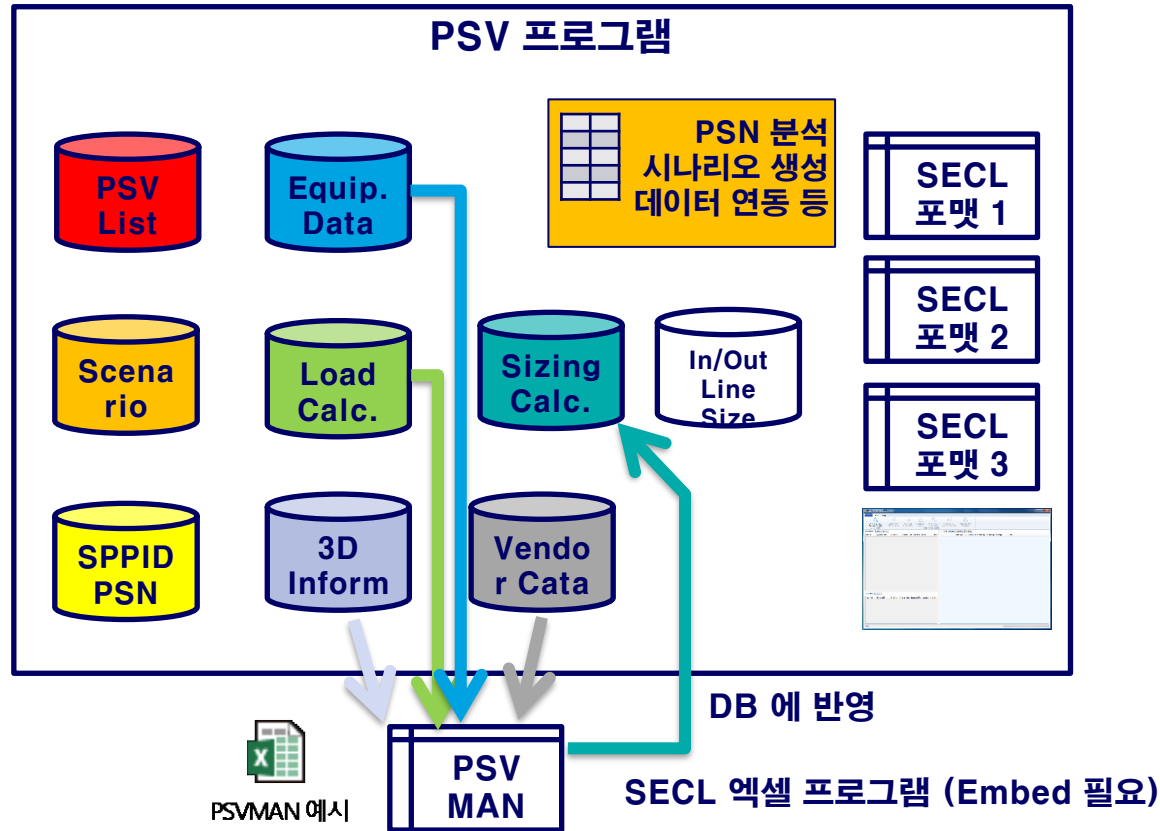 PSV 프로그램
PSN 분석
시나리오 생성
데이터 연동 등
PSV
List
Equip.
Data
SECL
포맷 1
SECL
포맷 2
Scena
rio
Load
Calc.
Sizing
Calc.
In/Out
Line
Size
SECL
포맷 3
SPPID
PSN
3D
Inform
Vendo
r Cata
DB 에 반영
PSV
MAN
SECL 엑셀 프로그램 (Embed 필요)
PSVMAN 예시